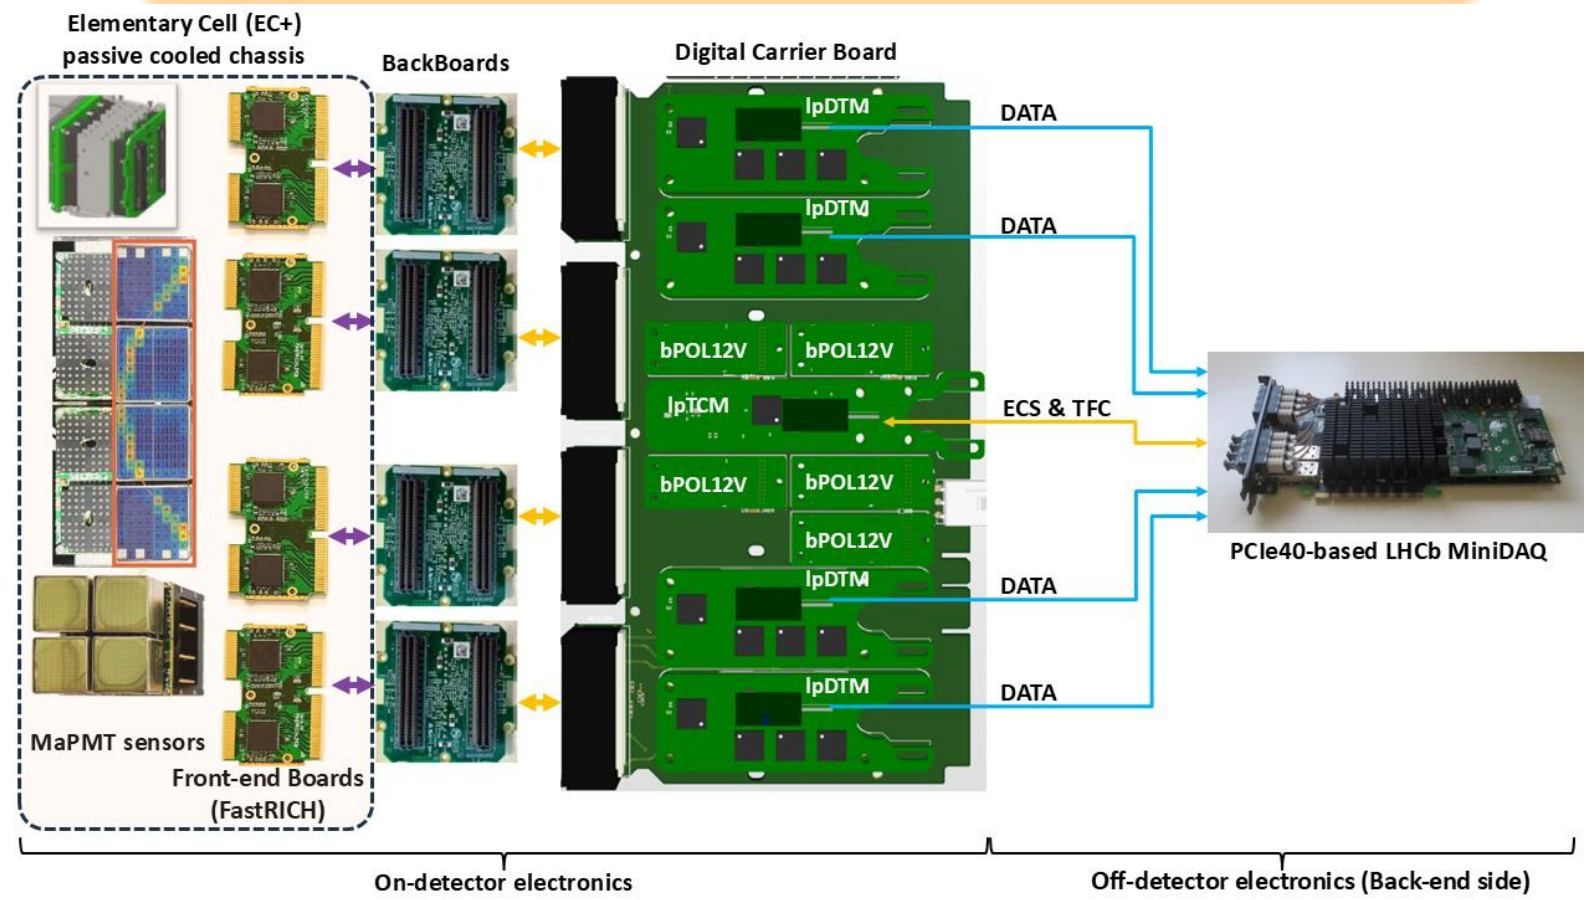 Elementary Cell (EC+)
passive cooled chassis
BackBoards
Digital Carrier Board
lpDTM
DATA
lpDTM
DATA
bPOL12V
bPOL12V
lpTCM
ECS & TFC
bPOL12V
bPOL12V
bPOL12V
PCIe40-based LHCb MiniDAQ
lpDTM
DATA
lpDTM
DATA
MaPMT sensors
Front-end Boards
(FastRICH)
On-detector electronics
Off-detector electronics (Back-end side)